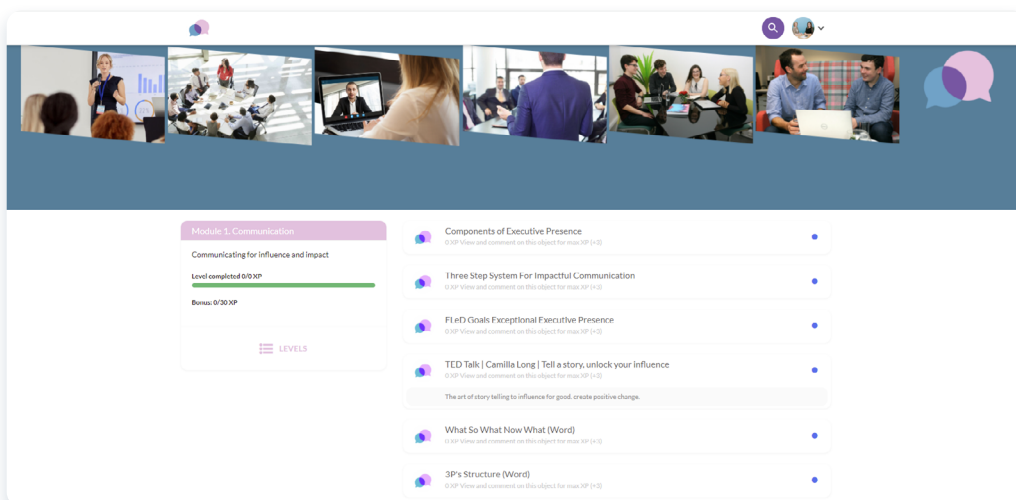 Module 1. Communication
Communicating for influence and impact
Level completed 0/0 XP
Bonus: 0/30 XP
LEVELS
Components of Executive Presence
0 XP View and comment on this object for max XP (+3)
Three Step System For Impactful Communication
0 XP View and comment on this object for max XP (+3)
FLeD Goals Exceptional Executive Presence
0 XP View and comment on this object for max XP (+3)
TED Talk | Camilla Long | Tell a story, unlock your influence
0 XP View and comment on this object for max XP (+3)
The art of story telling to influence for good. create positive change.
What So What Now What (Word)
0 XP View and comment on this object for max XP (+3)
3P's Structure (Word)
0 XP View and comment on this object for max XP (+3)